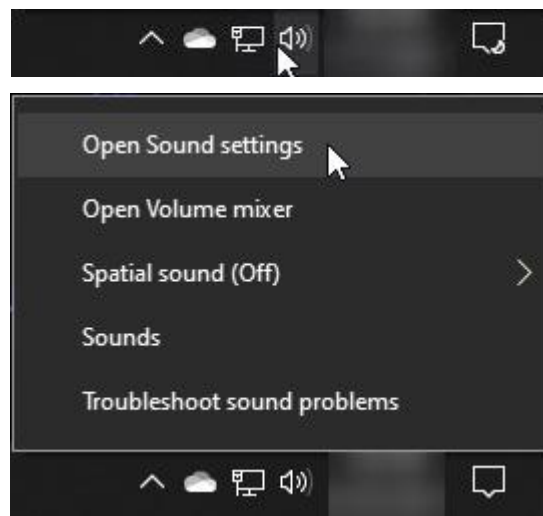 Open Sound settings
Open Volume mixer
Spatial sound (Off)
Sounds
Troubleshoot sound problems